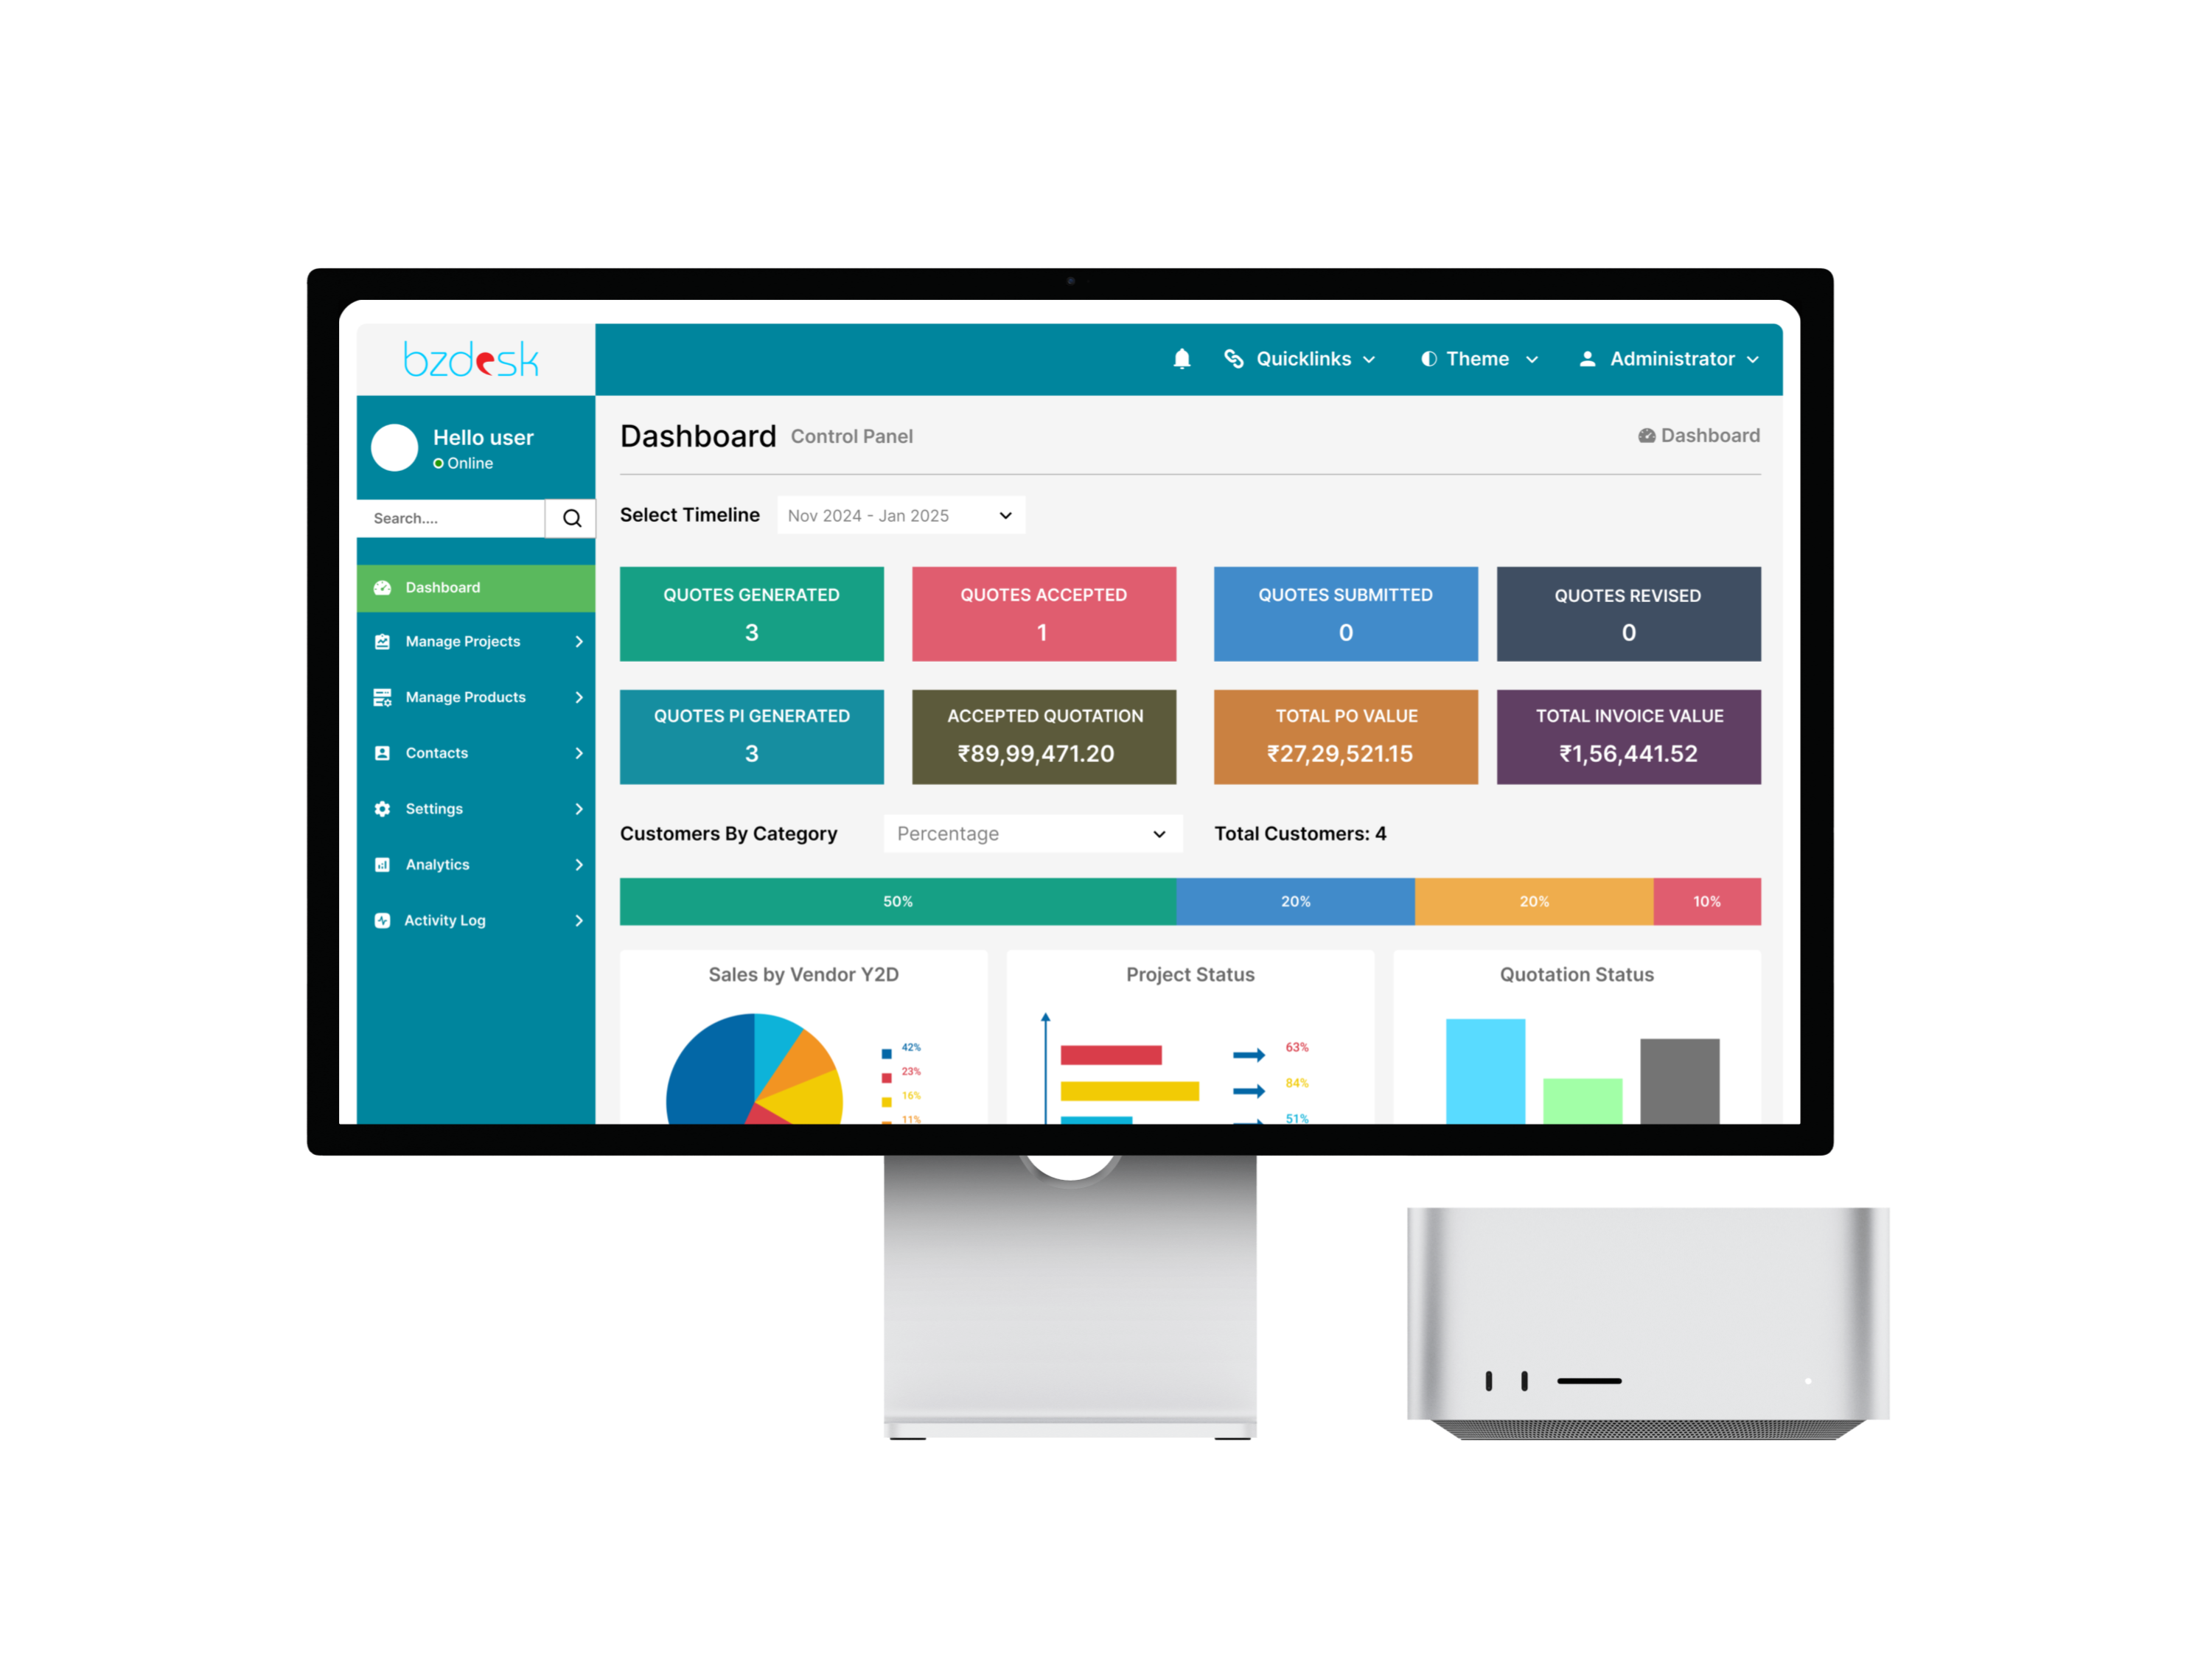 bzdesk
Quicklinks
Theme
Administrator
Hello user
Online
Search....
Dashboard
Manage Projects
Manage Products
Contacts
Settings
Analytics
Activity Log
Dashboard Control Panel
Dashboard
Select Timeline Nov 2024 - Jan 2025
QUOTES GENERATED
3
QUOTES ACCEPTED
1
QUOTES SUBMITTED
0
QUOTES REVISED
0
QUOTES PI GENERATED
3
ACCEPTED QUOTATION
₹89,99,471.20
TOTAL PO VALUE
₹27,29,521.15
TOTAL INVOICE VALUE
₹1,56,441.52
Customers By Category Percentage Total Customers: 4
50% 20% 20% 10%
Sales by Vendor Y2D
42%
23%
16%
11%
Project Status
63%
84%
51%
Quotation Status